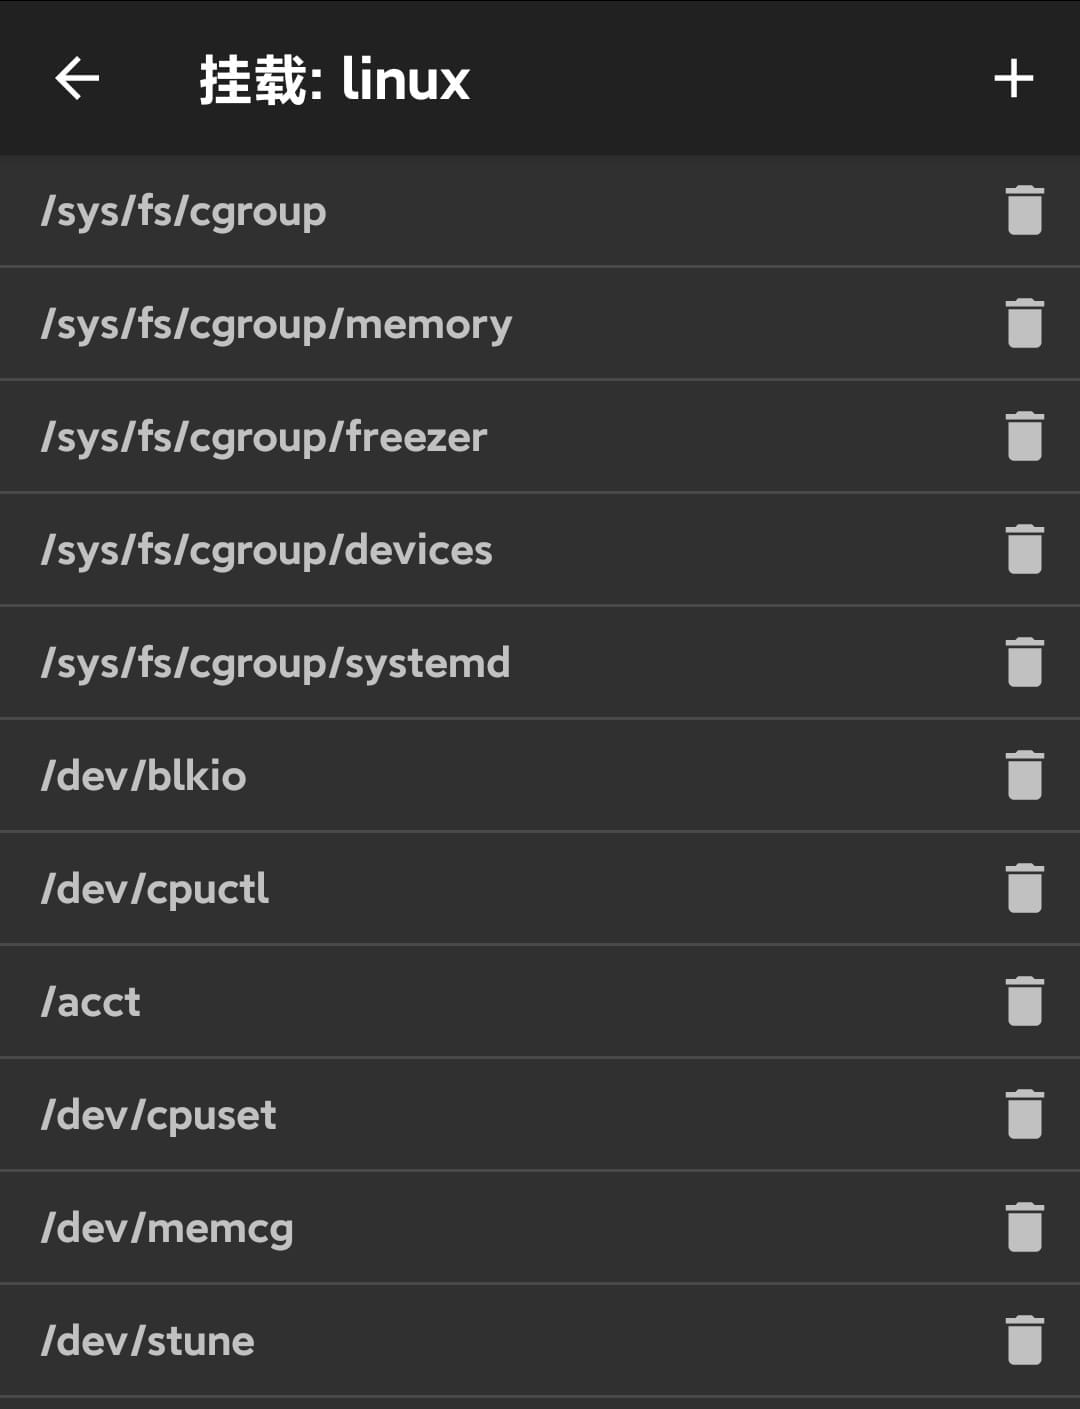 挂载: linux
/sys/fs/cgroup
/sys/fs/cgroup/memory
/sys/fs/cgroup/freezer
/sys/fs/cgroup/devices
/sys/fs/cgroup/systemd
/dev/blkio
/dev/cpuctl
/acct
/dev/cpuset
/dev/memcg
/dev/stune